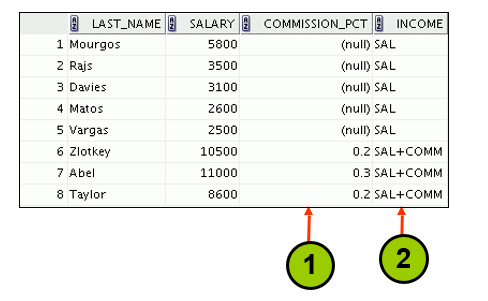 LAST_NAME SALARY COMMISSION_PCT INCOME
1 Mourgos 5800 (null) SAL
2 Rajs 3500 (null) SAL
3 Davies 3100 (null) SAL
4 Matos 2600 (null) SAL
5 Vargas 2500 (null) SAL
6 Zlotkey 10500 0.2 SAL+COMM
7 Abel 11000 0.3 SAL+COMM
8 Taylor 8600 0.2 SAL+COMM
1 2